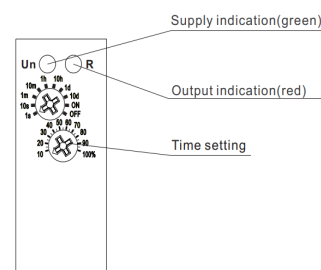 Supply indication(green)
Un R
1h 10h
10m 1d
1m 10d
10s ON
1s OFF
Output indication(red)
50 60
40 70
30 80
20 90
10 100%
Time setting